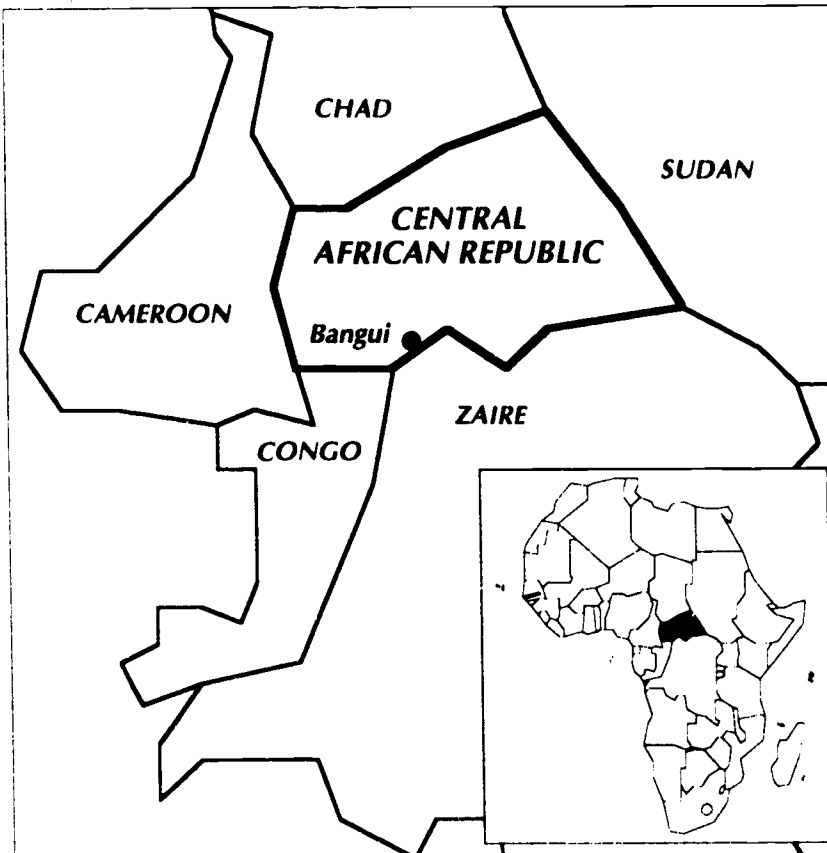 CHAD
SUDAN
CENTRAL
AFRICAN REPUBLIC
CAMEROON
Bangui
ZAIRE
CONGO